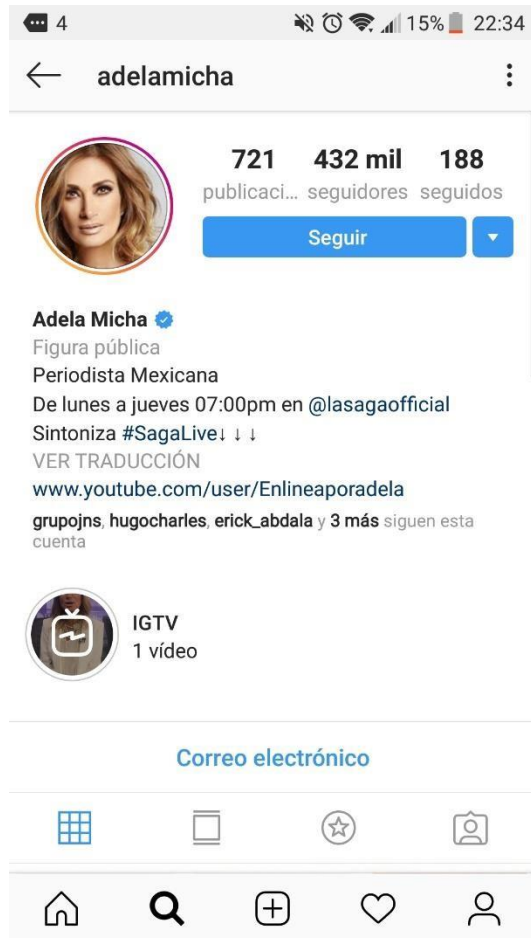 4 15% 22:34
adelamicha
721 432 mil 188
publicaci... seguidores seguidos
Seguir
Adela Micha
Figura pública
Periodista Mexicana
De lunes a jueves 07:00pm en @lasagaofficial
Sintoniza #SagaLive↓ ↓ ↓
VER TRADUCCIÓN
www.youtube.com/user/Enlineaporadela
grupojns, hugocharles, erick_abdala y 3 más siguen esta
cuenta
IGTV
1 vídeo
Correo electrónico